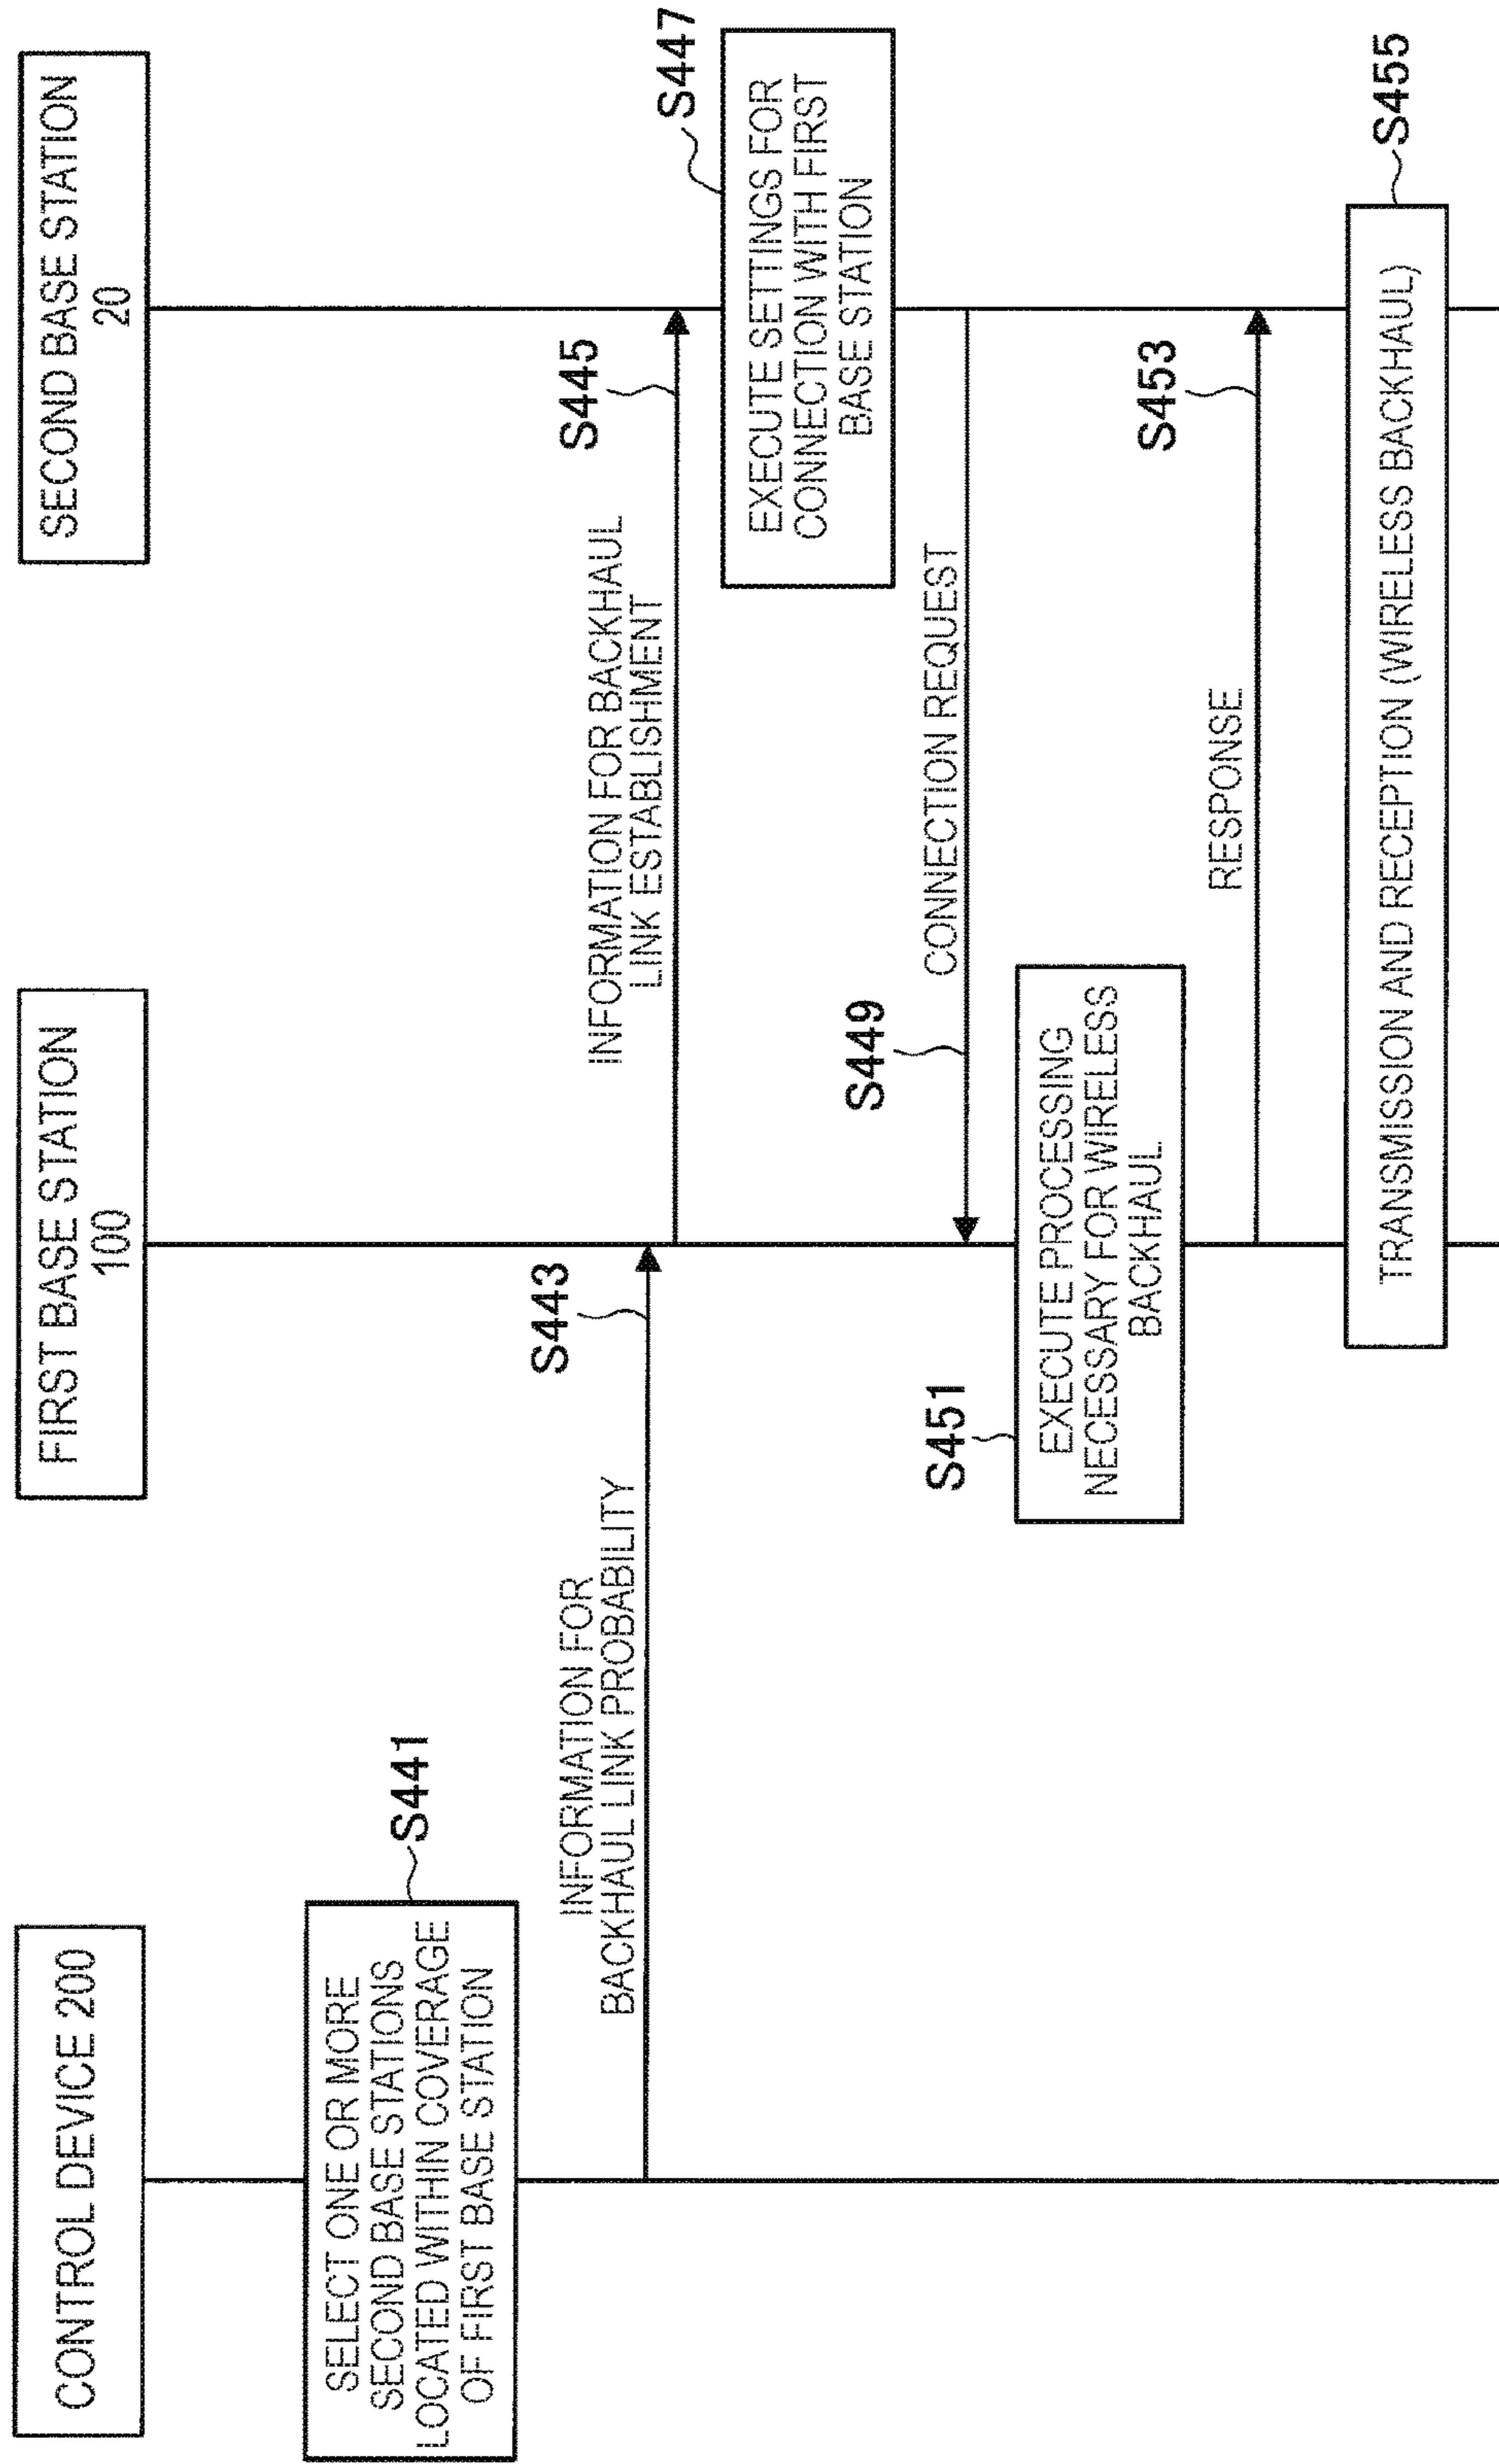 CONTROL DEVICE 200
FIRST BASE STATION
100
SECOND BASE STATION
20
SELECT ONE OR MORE
SECOND BASE STATIONS
LOCATED WITHIN COVERAGE
OF FIRST BASE STATION
S441
INFORMATION FOR
BACKHAUL LINK PROBABILITY
S443
INFORMATION FOR BACKHAUL
LINK ESTABLISHMENT
S445
EXECUTE SETTINGS FOR
CONNECTION WITH FIRST
BASE STATION
S447
CONNECTION REQUEST
S449
EXECUTE PROCESSING
NECESSARY FOR WIRELESS
BACKHAUL
S451
RESPONSE
S453
TRANSMISSION AND RECEPTION (WIRELESS BACKHAUL)
S455